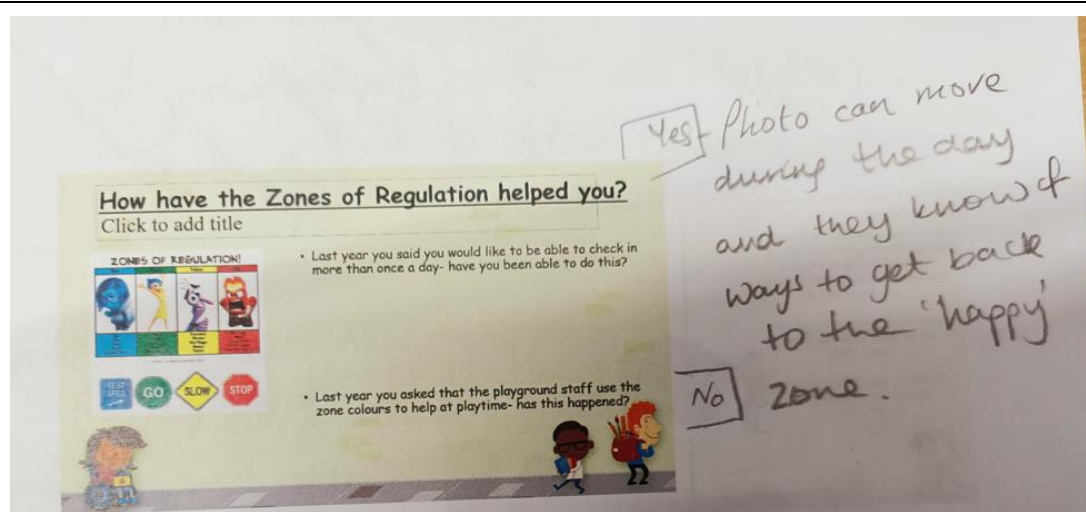 Yes - Photo can move
during the day
and they know of
ways to get back
to the 'happy'
zone.
How have the Zones of Regulation helped you?
Click to add title
ZONES OF REGULATION!
• Last year you said you would like to be able to check in
more than once a day- have you been able to do this?
REST
AREA
GO
SLOW
STOP
• Last year you asked that the playground staff use the
zone colours to help at playtime- has this happened?
No